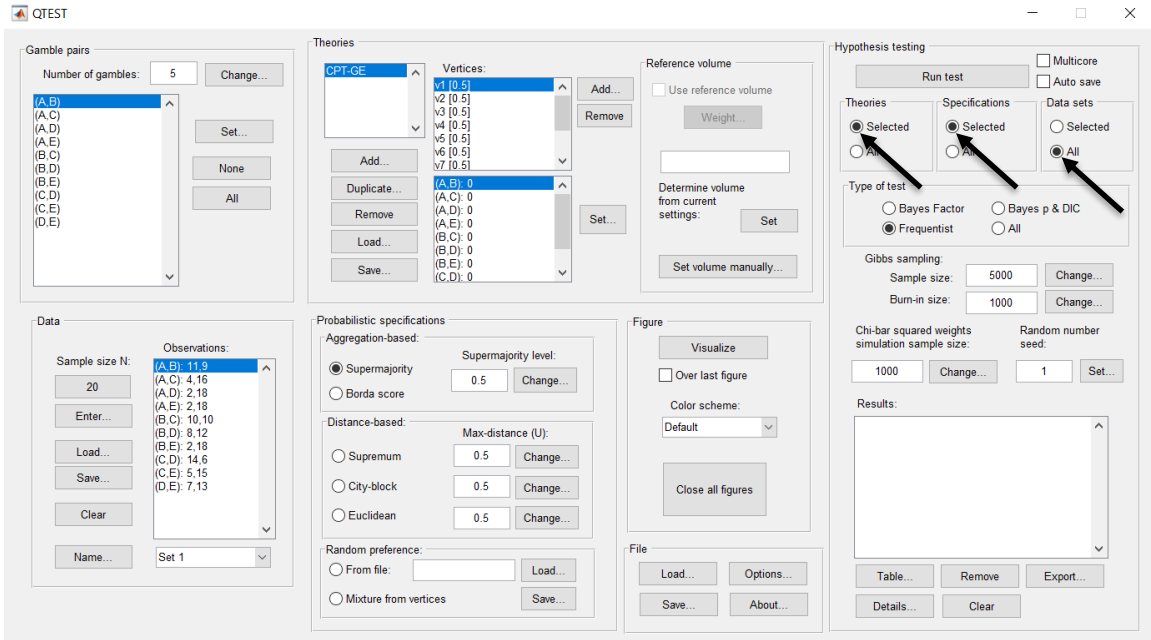 QTEST
Gamble pairs
Number of gambles: 5 Change...
(A,B)
(A,C)
(A,D)
(A,E)
(B,C)
(B,D)
(B,E)
(C,D)
(C,E)
(D,E)
Set...
None
All
Theories
CPT-GE
Add...
Duplicate...
Remove
Load...
Save...
Vertices:
v1 [0.5]
v2 [0.5]
v3 [0.5]
v4 [0.5]
v5 [0.5]
v6 [0.5]
v7 [0.5]
Add...
Remove
(A,B): 0
(A,C): 0
(A,D): 0
(A,E): 0
(B,C): 0
(B,D): 0
(B,E): 0
(C,D): 0
Set...
Reference volume
Use reference volume
Weight...
Determine volume
from current
settings:
Set
Set volume manually...
Hypothesis testing
Run test
Multicore
Auto save
Theories
Selected
All
Specifications
Selected
All
Data sets
Selected
All
Type of test
Bayes Factor Bayes p & DIC
Frequentist All
Gibbs sampling:
Sample size: 5000 Change...
Burn-in size: 1000 Change...
Chi-bar squared weights
simulation sample size:
1000 Change...
Random number
seed:
1 Set...
Results:
Table... Remove Export...
Details... Clear
Data
Sample size N:
20
Enter...
Load...
Save...
Clear
Name... Set 1
Observations:
(A,B): 11,9
(A,C): 4,16
(A,D): 2,18
(A,E): 2,18
(B,C): 10,10
(B,D): 8,12
(B,E): 2,18
(C,D): 14,6
(C,E): 5,15
(D,E): 7,13
Probabilistic specifications
Aggregation-based:
Supermajority
Borda score
Supermajority level:
0.5 Change...
Distance-based:
Max-distance (U):
Supremum 0.5 Change...
City-block 0.5 Change...
Euclidean 0.5 Change...
Random preference:
From file: Load...
Mixture from vertices Save...
Figure
Visualize
Over last figure
Color scheme:
Default
Close all figures
File
Load... Options...
Save... About...